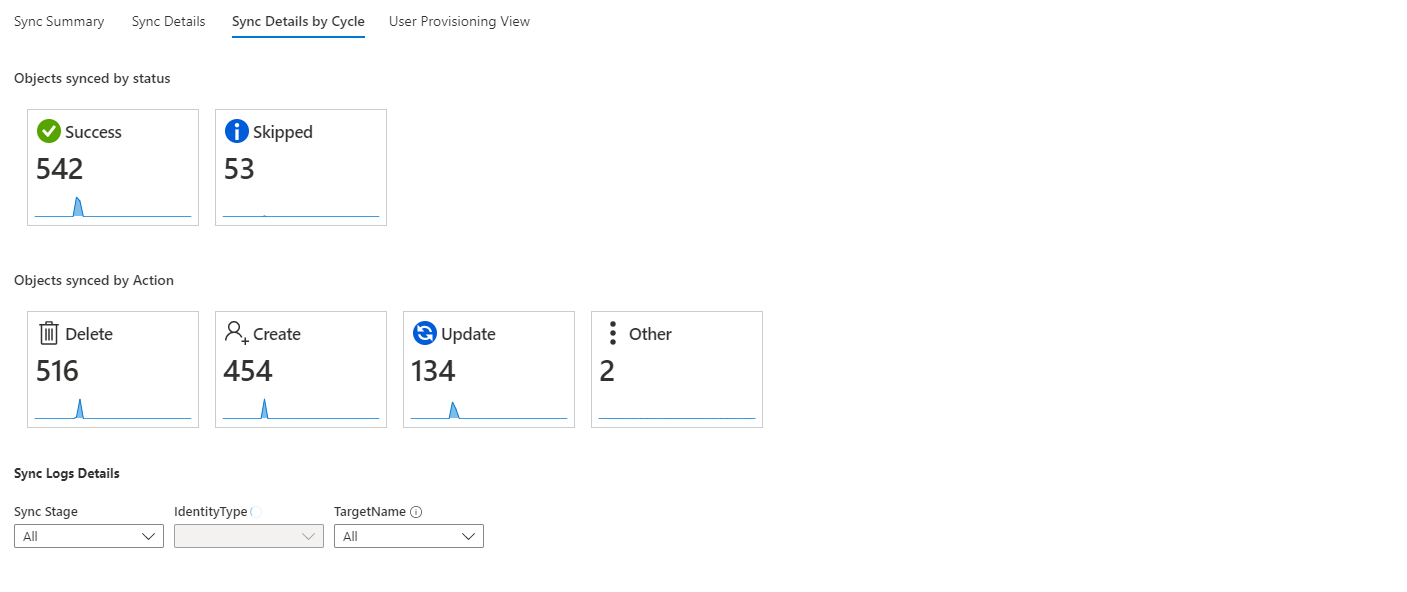 Sync Summary Sync Details Sync Details by Cycle User Provisioning View
Objects synced by status
Success Skipped
542 53
Objects synced by Action
Delete Create Update Other
516 454 134 2
Sync Logs Details
Sync Stage IdentityType TargetName
All All